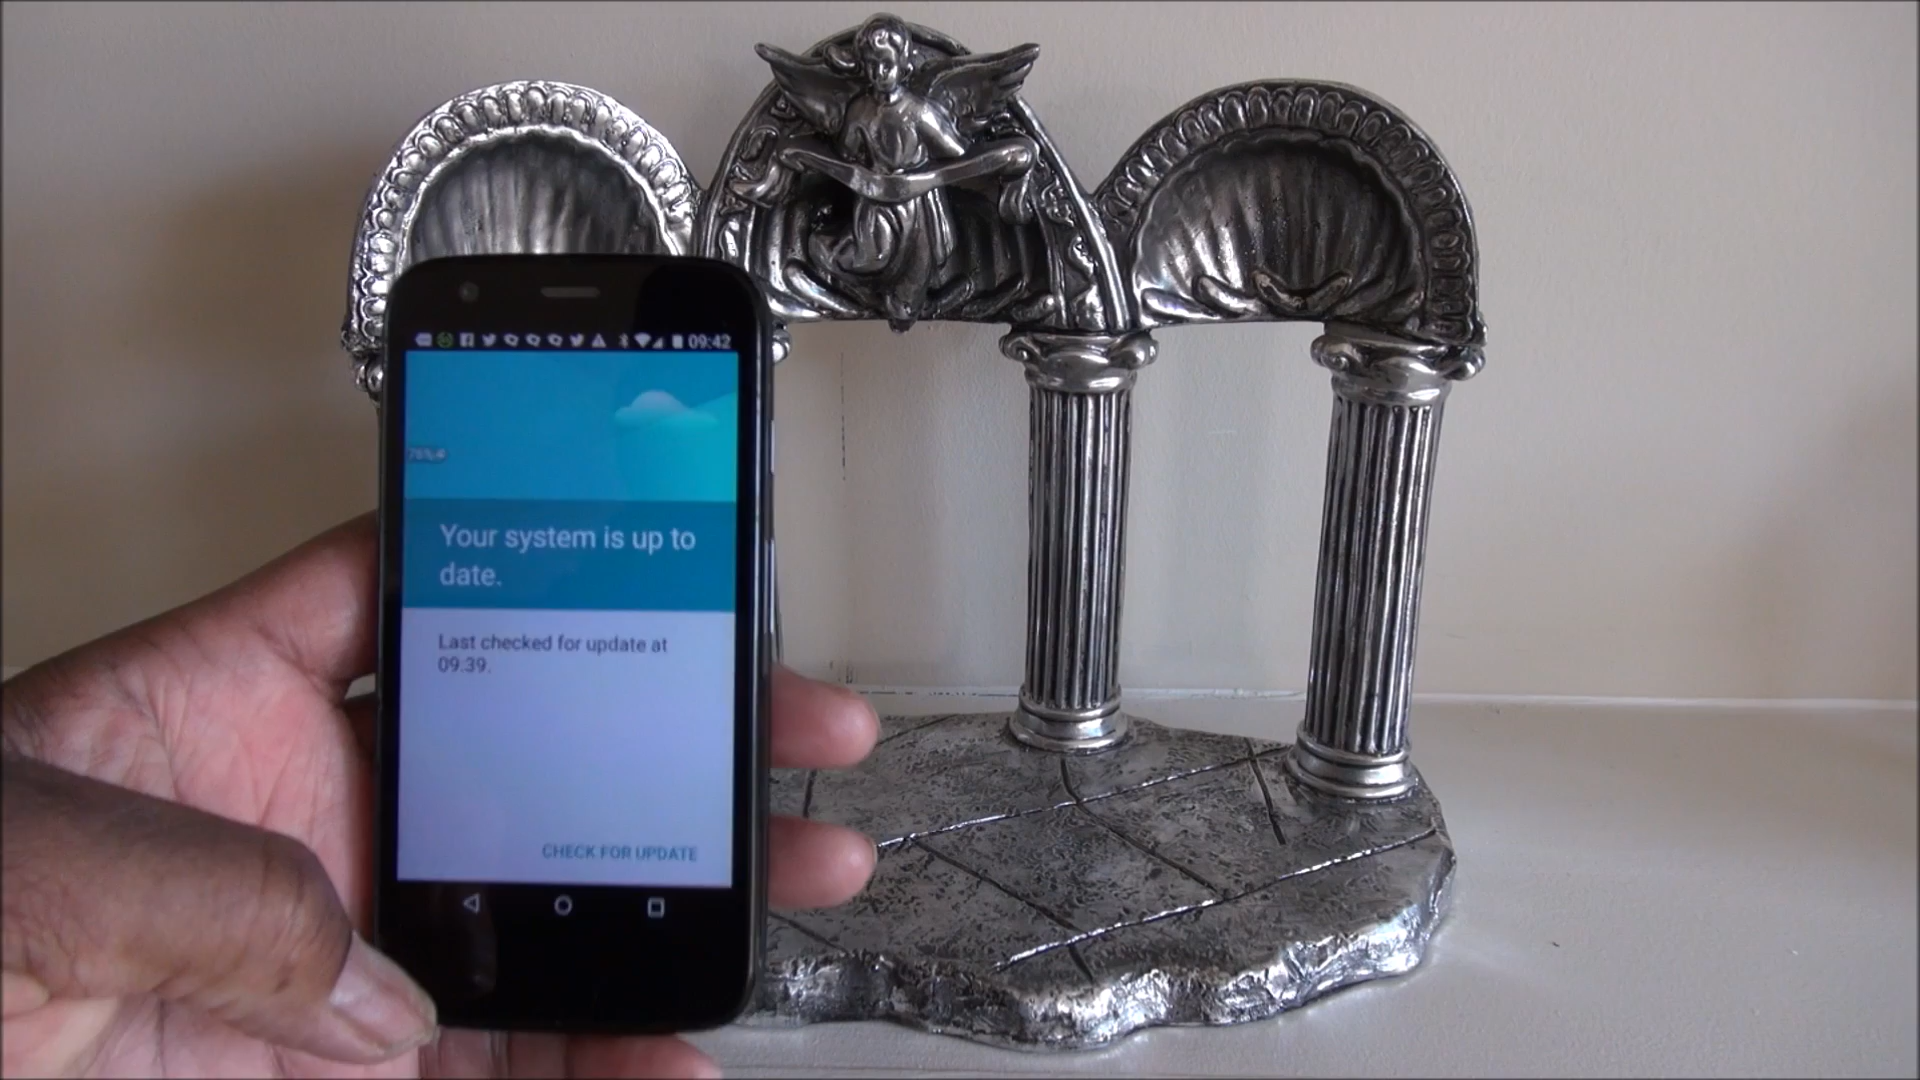 09:42
Your system is up to
date.
Last checked for update at
09.39.
CHECK FOR UPDATE